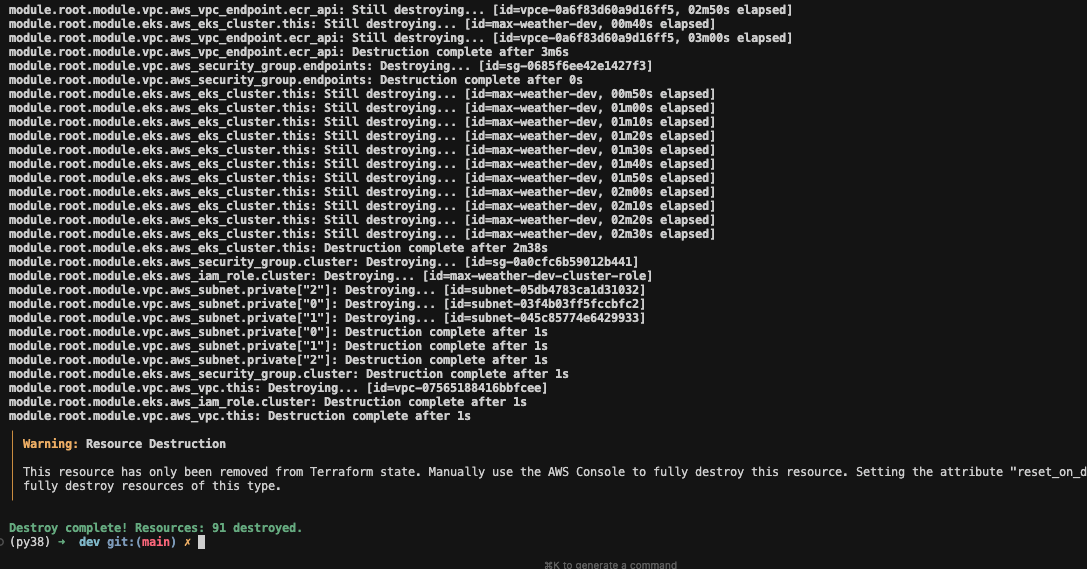 module.root.module.vpc.aws_vpc_endpoint.ecr_api: Still destroying... [id=vpce-0a6f83d60a9d16ff5, 02m50s elapsed]
module.root.module.eks.aws_eks_cluster.this: Still destroying... [id=max-weather-dev, 00m40s elapsed]
module.root.module.vpc.aws_vpc_endpoint.ecr_api: Still destroying... [id=vpce-0a6f83d60a9d16ff5, 03m00s elapsed]
module.root.module.vpc.aws_vpc_endpoint.ecr_api: Destruction complete after 3m6s
module.root.module.vpc.aws_security_group.endpoints: Destroying... [id=sg-0685f6ee42e1427f3]
module.root.module.vpc.aws_security_group.endpoints: Destruction complete after 0s
module.root.module.eks.aws_eks_cluster.this: Still destroying... [id=max-weather-dev, 00m50s elapsed]
module.root.module.eks.aws_eks_cluster.this: Still destroying... [id=max-weather-dev, 01m00s elapsed]
module.root.module.eks.aws_eks_cluster.this: Still destroying... [id=max-weather-dev, 01m10s elapsed]
module.root.module.eks.aws_eks_cluster.this: Still destroying... [id=max-weather-dev, 01m20s elapsed]
module.root.module.eks.aws_eks_cluster.this: Still destroying... [id=max-weather-dev, 01m30s elapsed]
module.root.module.eks.aws_eks_cluster.this: Still destroying... [id=max-weather-dev, 01m40s elapsed]
module.root.module.eks.aws_eks_cluster.this: Still destroying... [id=max-weather-dev, 01m50s elapsed]
module.root.module.eks.aws_eks_cluster.this: Still destroying... [id=max-weather-dev, 02m00s elapsed]
module.root.module.eks.aws_eks_cluster.this: Still destroying... [id=max-weather-dev, 02m10s elapsed]
module.root.module.eks.aws_eks_cluster.this: Still destroying... [id=max-weather-dev, 02m20s elapsed]
module.root.module.eks.aws_eks_cluster.this: Still destroying... [id=max-weather-dev, 02m30s elapsed]
module.root.module.eks.aws_eks_cluster.this: Destruction complete after 2m38s
module.root.module.eks.aws_security_group.cluster: Destroying... [id=sg-0a0cfc6b59012b441]
module.root.module.eks.aws_iam_role.cluster: Destroying... [id=max-weather-dev-cluster-role]
module.root.module.vpc.aws_subnet.private["2"]: Destroying... [id=subnet-05db4783ca1d31032]
module.root.module.vpc.aws_subnet.private["0"]: Destroying... [id=subnet-03f4b03ff5fccbfc2]
module.root.module.vpc.aws_subnet.private["1"]: Destroying... [id=subnet-045c85774e6429933]
module.root.module.vpc.aws_subnet.private["0"]: Destruction complete after 1s
module.root.module.vpc.aws_subnet.private["1"]: Destruction complete after 1s
module.root.module.vpc.aws_subnet.private["2"]: Destruction complete after 1s
module.root.module.eks.aws_security_group.cluster: Destruction complete after 1s
module.root.module.vpc.aws_vpc.this: Destroying... [id=vpc-07565188416bbfcee]
module.root.module.eks.aws_iam_role.cluster: Destruction complete after 1s
module.root.module.vpc.aws_vpc.this: Destruction complete after 1s
Warning: Resource Destruction
This resource has only been removed from Terraform state. Manually use the AWS Console to fully destroy this resource. Setting the attribute "reset_on_d
fully destroy resources of this type.
Destroy complete! Resources: 91 destroyed.
(py38) → dev git:(main) ✗
⌘K to generate a command